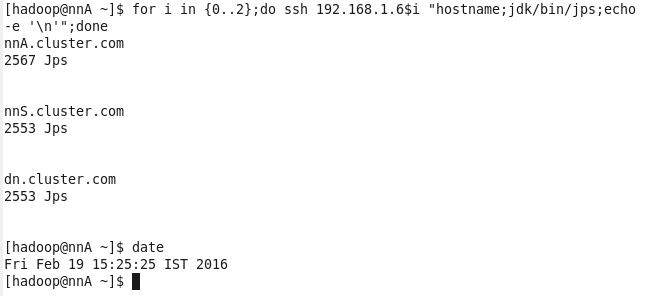 [hadoop@nnA ~]$ for i in {0..2};do ssh 192.168.1.6$i "hostname;jdk/bin/jps;echo
-e '\n'";done
nnA.cluster.com
2567 Jps
nnS.cluster.com
2553 Jps
dn.cluster.com
2553 Jps
[hadoop@nnA ~]$ date
Fri Feb 19 15:25:25 IST 2016
[hadoop@nnA ~]$